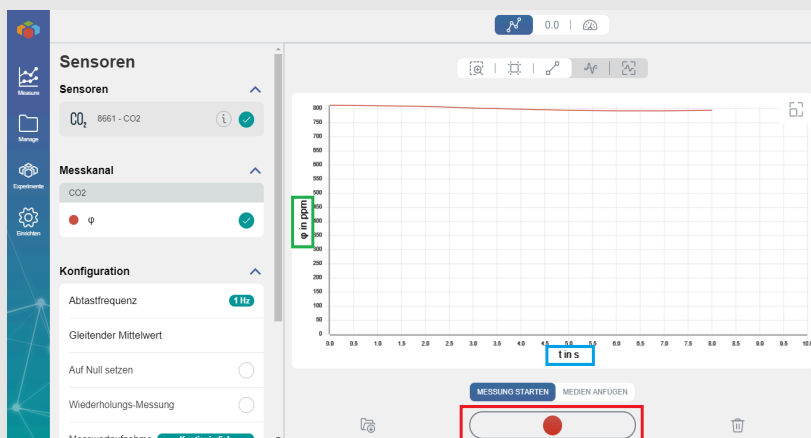 0.0
Sensoren
Sensoren
CO2 8661 - CO2 i
Messkanal
CO2
φ
Konfiguration
Abtastfrequenz 1 Hz
Gleitender Mittelwert
Auf Null setzen
Wiederholungs-Messung
Measure
Manage
Experimente
Einrichten
φ in ppm
800
750
700
650
600
550
500
450
400
350
300
250
200
150
100
50
0
0.0 0.5 1.0 1.5 2.0 2.5 3.0 3.5 4.0 4.5 5.0 5.5 6.0 6.5 7.0 7.5 8.0 8.5 9.0 9.5 10.0
t in s
MESSUNG STARTEN MEDIEN ANFÜGEN